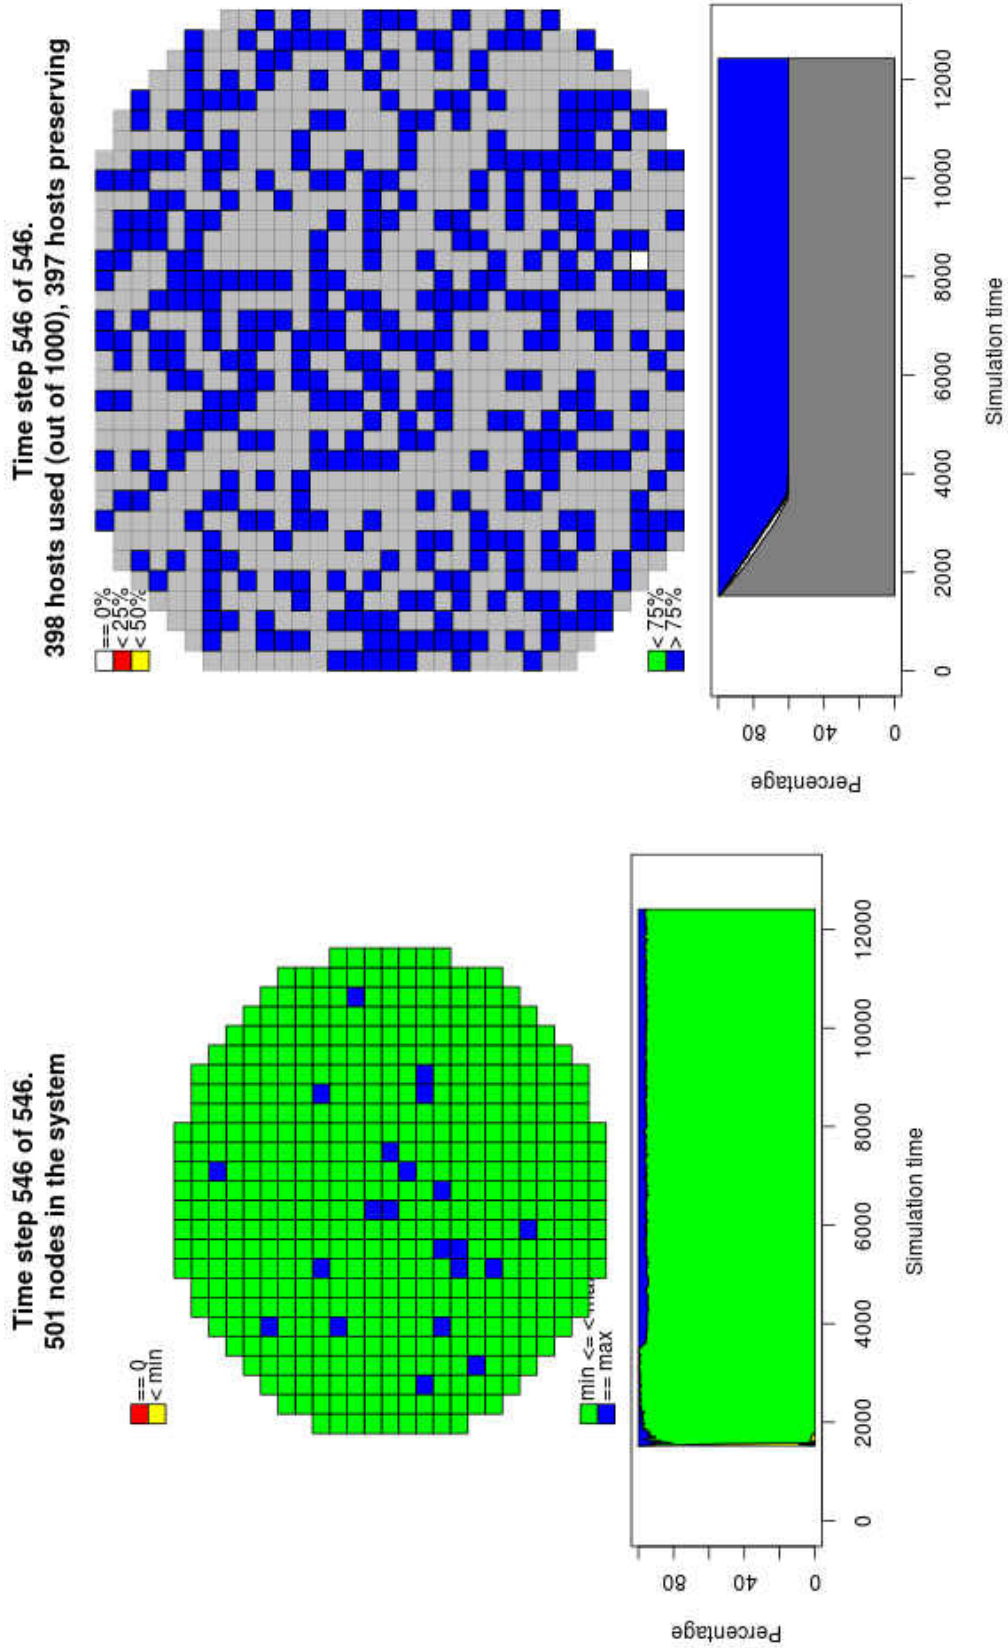 Time step 546 of 546.
501 nodes in the system
== 0
< min
min <= < ma
== max
Percentage
0
40
80
0
2000
4000
6000
8000
10000
12000
Simulation time
Time step 546 of 546.
398 hosts used (out of 1000), 397 hosts preserving
== 0%
< 25%
< 50%
< 75%
> 75%
Percentage
0
40
80
0
2000
4000
6000
8000
10000
12000
Simulation time